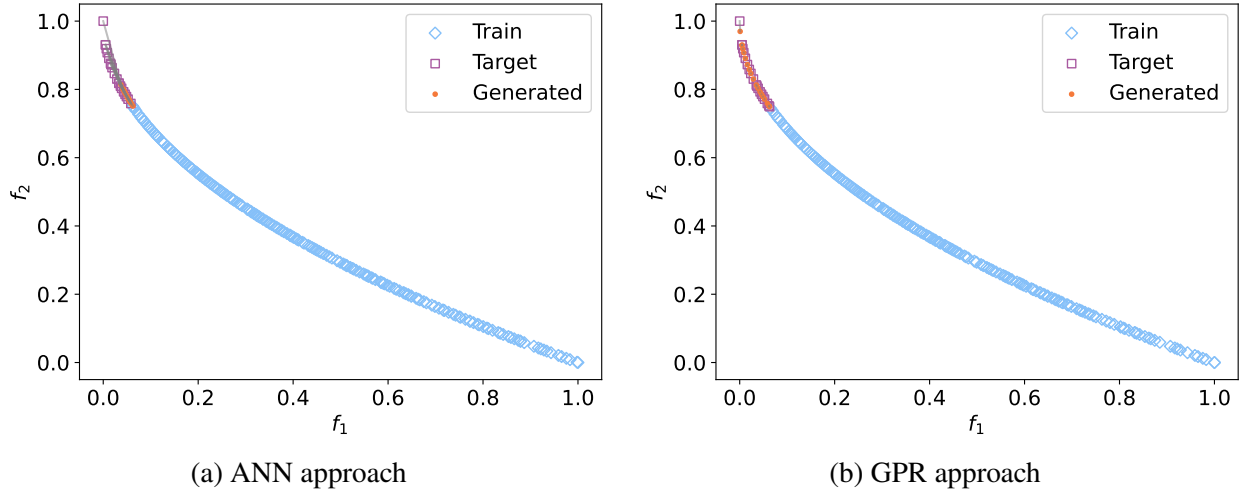 1.0
0.8
0.6
0.4
0.2
0.0
f₂
0.0 0.2 0.4 0.6 0.8 1.0
f₁
Train
Target
Generated
(a) ANN approach
1.0
0.8
0.6
0.4
0.2
0.0
f₂
0.0 0.2 0.4 0.6 0.8 1.0
f₁
Train
Target
Generated
(b) GPR approach